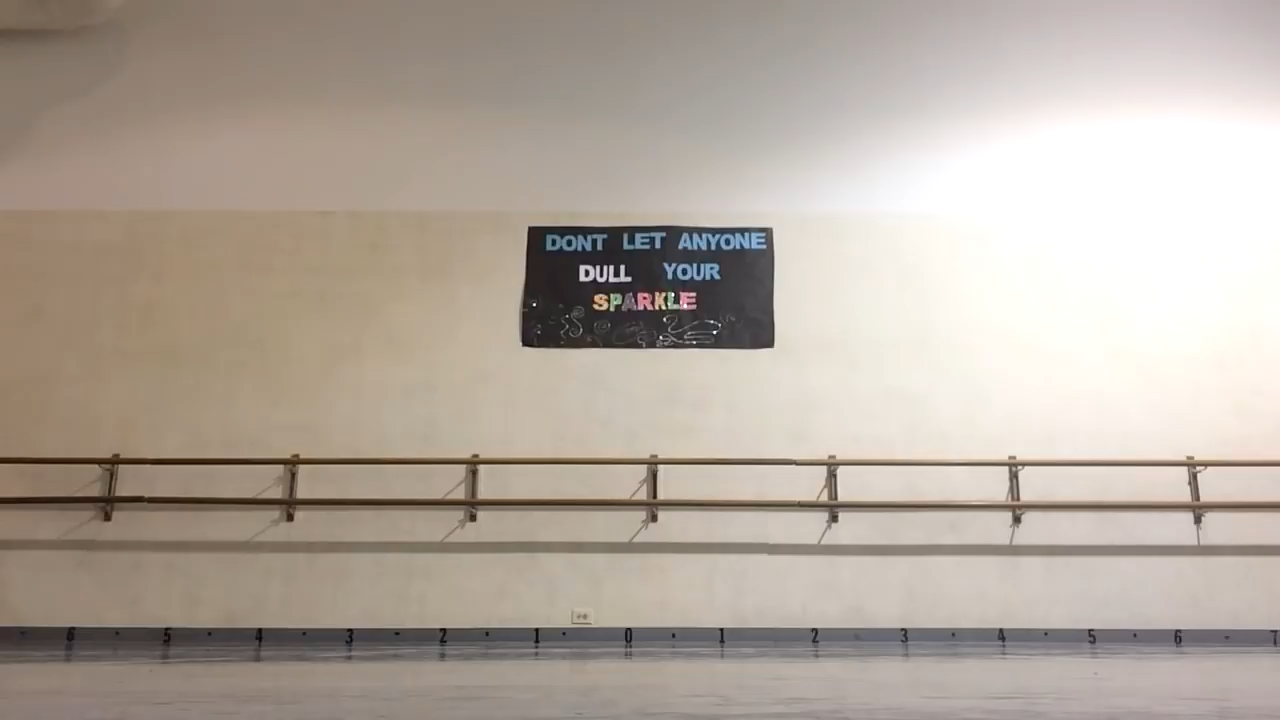 DONT LET ANYONE
DULL YOUR
SPARKLE
6 · 5 · 4 · 3 · 2 · 1 · 0 · 1 · 2 · 3 · 4 · 5 · 6 · 7